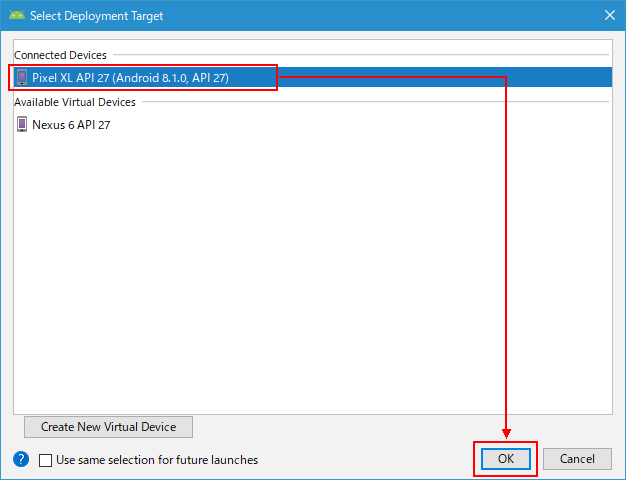 Select Deployment Target
Connected Devices
Pixel XL API 27 (Android 8.1.0, API 27)
Available Virtual Devices
Nexus 6 API 27
Create New Virtual Device
? Use same selection for future launches
OK
Cancel